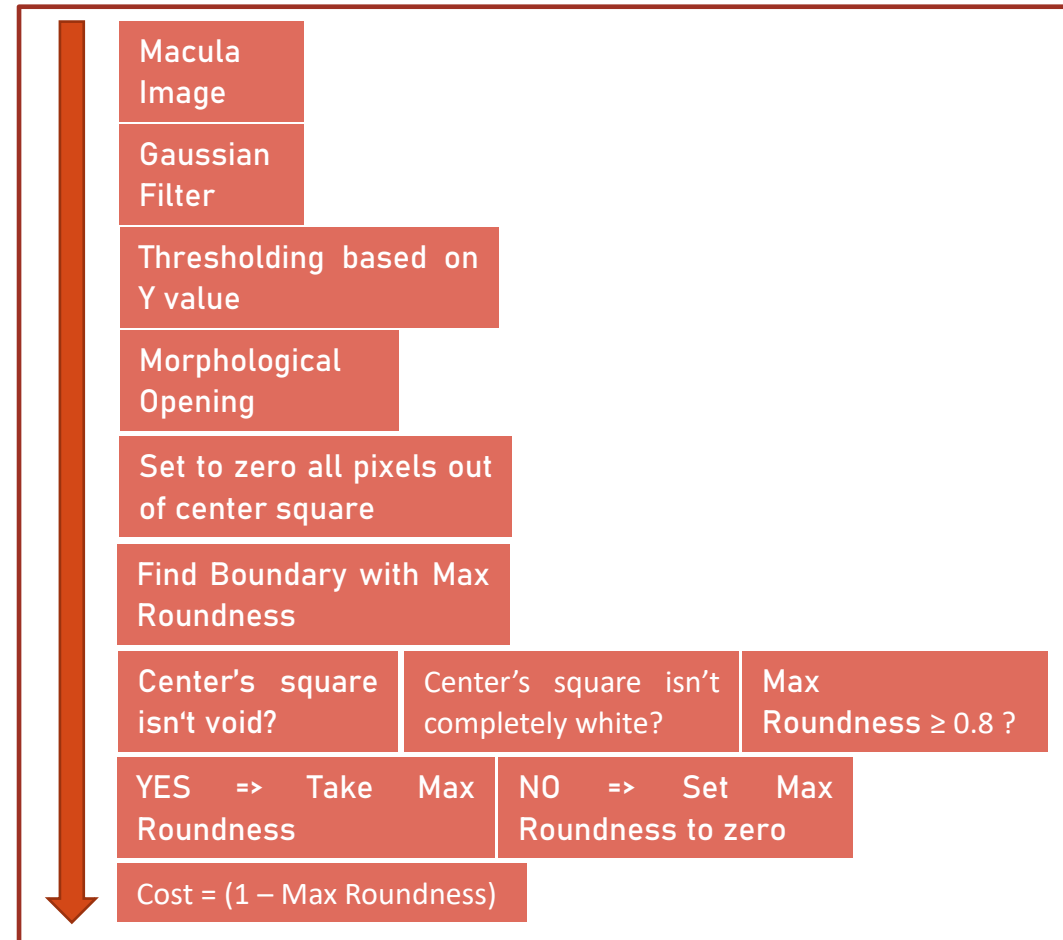 Macula
Image
Gaussian
Filter
Thresholding based on
Y value
Morphological
Opening
Set to zero all pixels out
of center square
Find Boundary with Max
Roundness
Center's square
isn't void?
Center's square isn't
completely white?
Max
Roundness ≥ 0.8 ?
YES => Take Max
Roundness
NO => Set Max
Roundness to zero
Cost = (1 – Max Roundness)